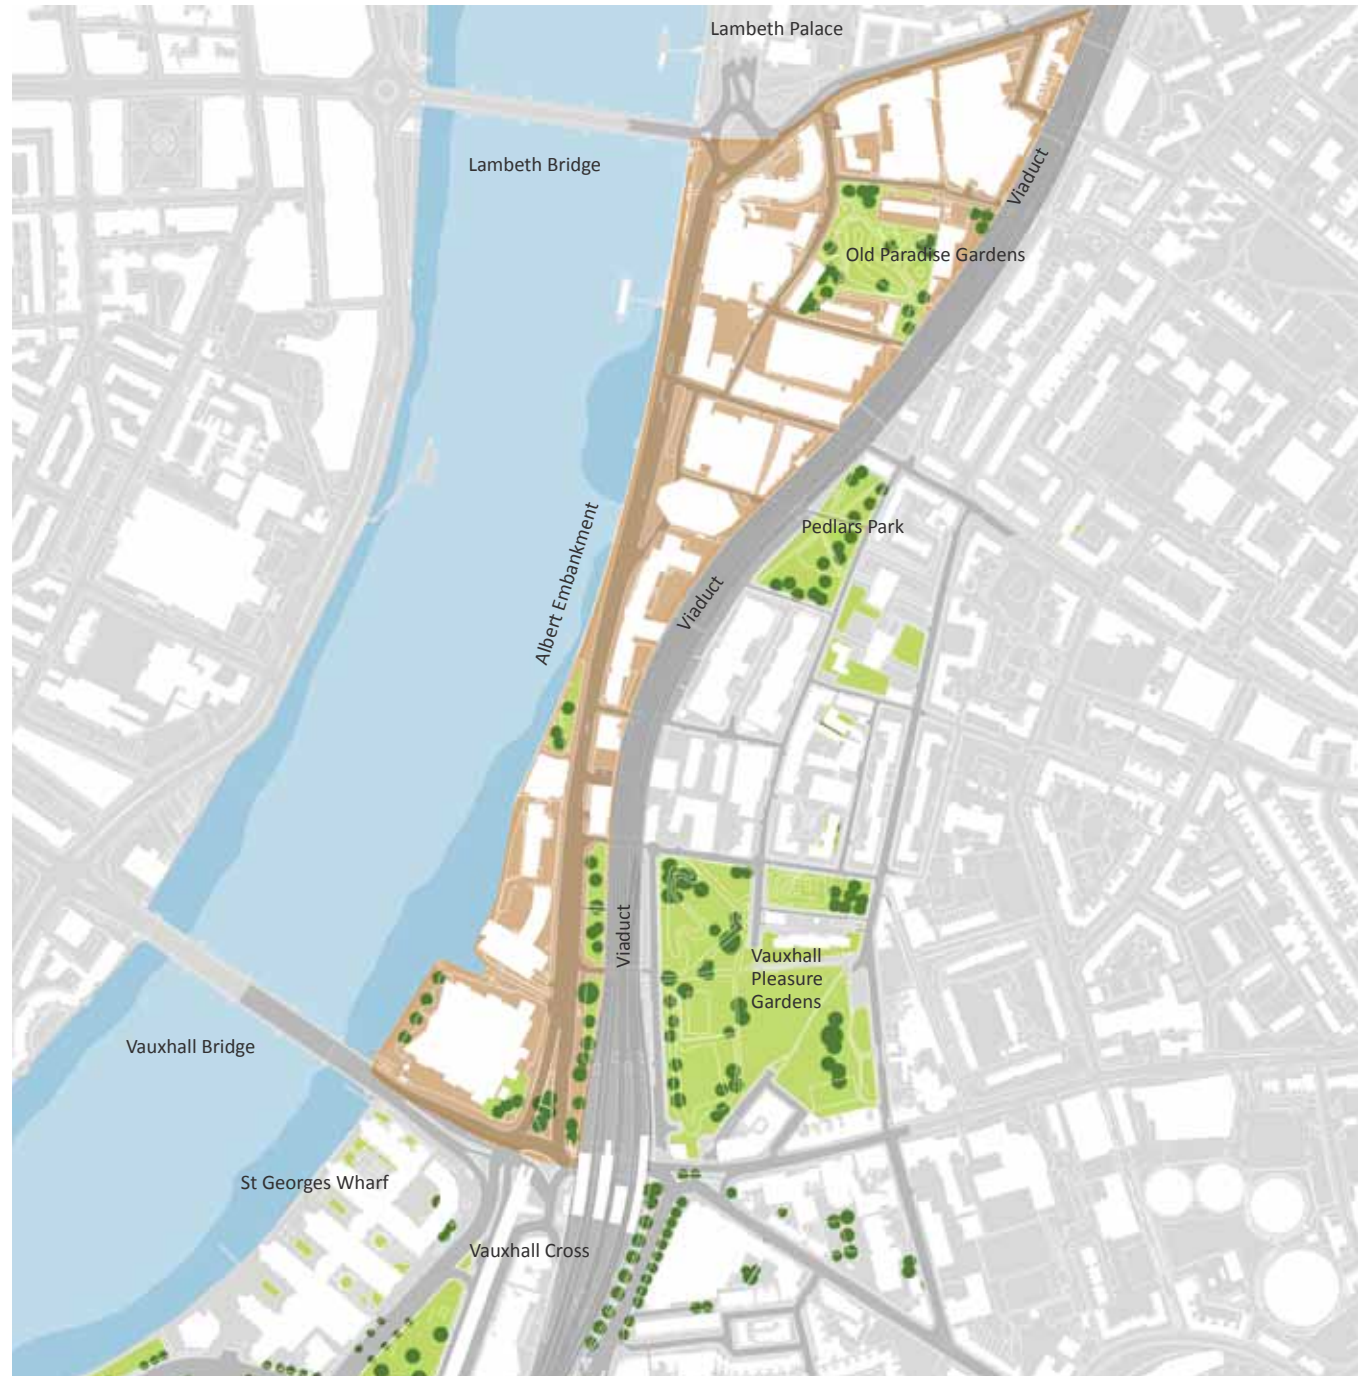 Lambeth Palace
Lambeth Bridge
Viaduct
Old Paradise Gardens
Pedlars Park
Albert Embankment
Viaduct
Viaduct
Vauxhall
Pleasure
Gardens
Vauxhall Bridge
St Georges Wharf
Vauxhall Cross